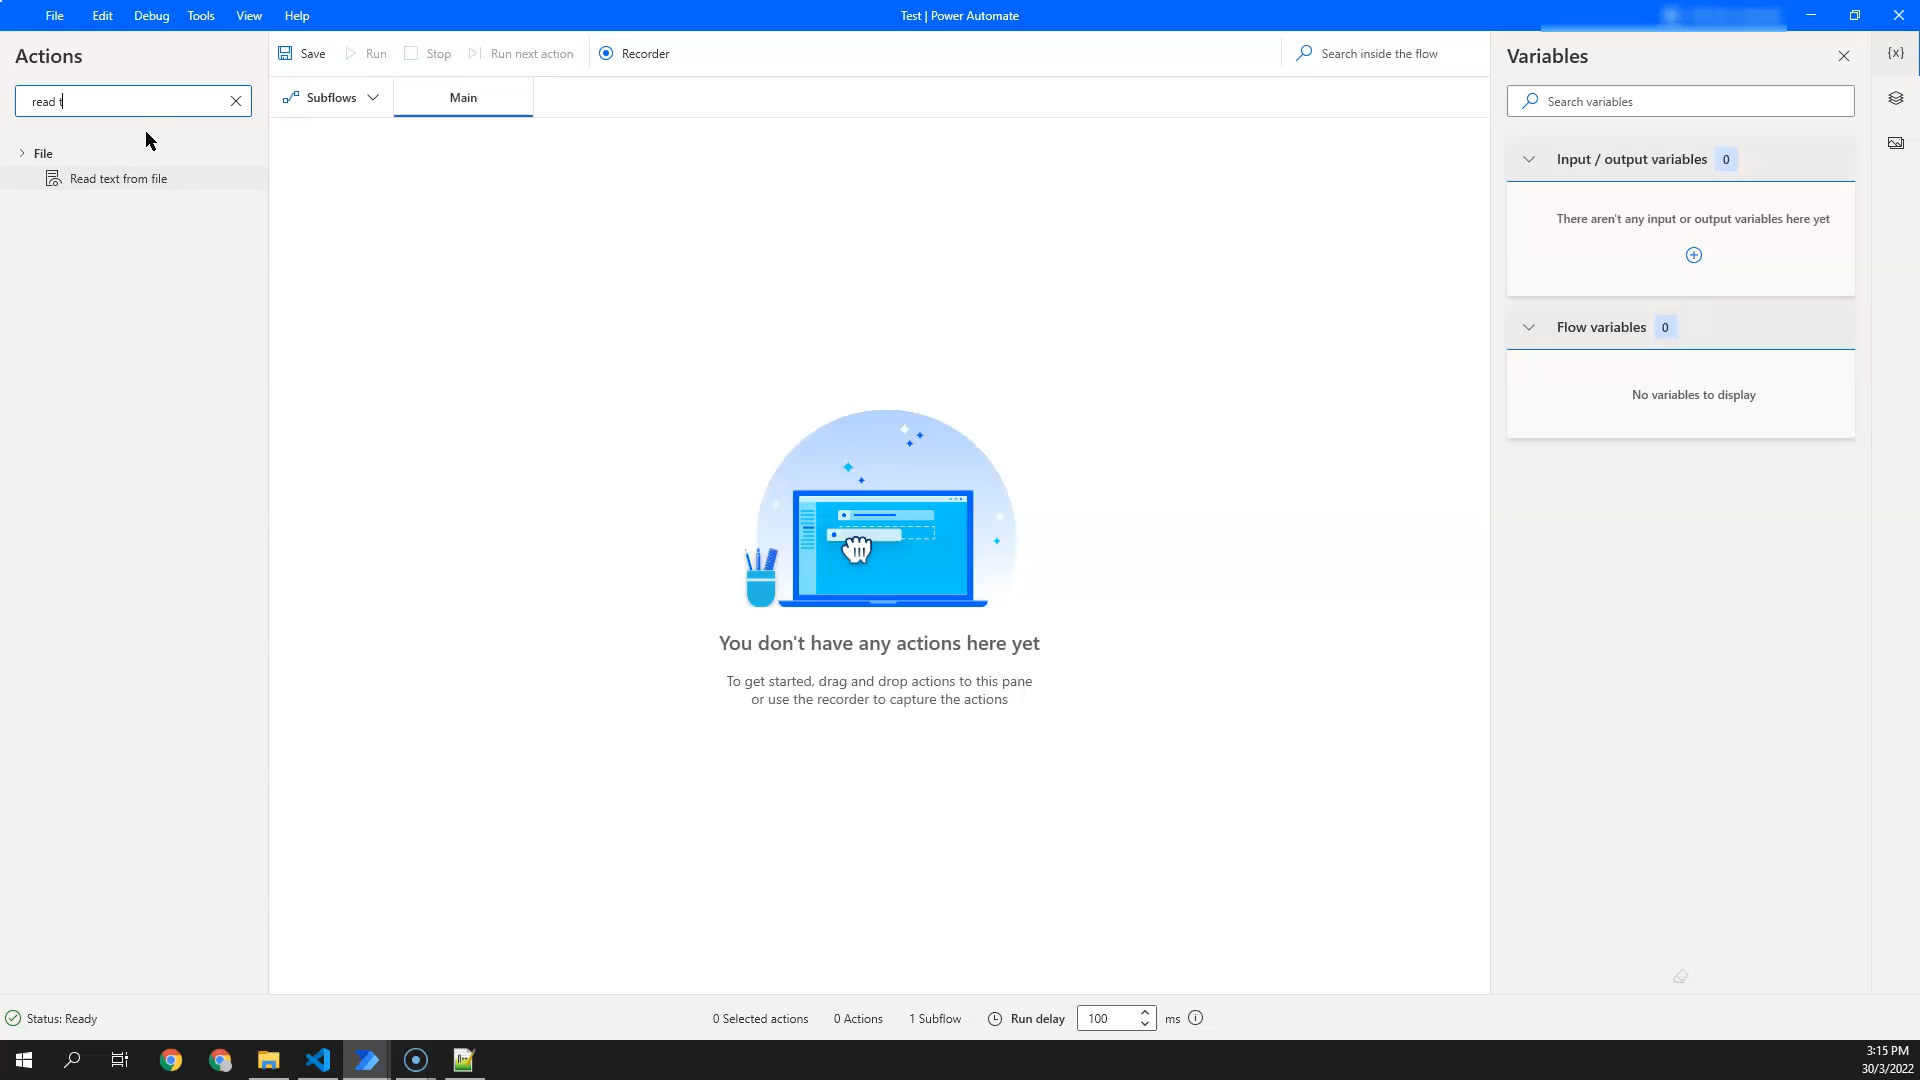 File Edit Debug Tools View Help
Test | Power Automate
Actions
read t
File
Read text from file
Save Run Stop Run next action Recorder
Search inside the flow
Subflows
Main
You don't have any actions here yet
To get started, drag and drop actions to this pane
or use the recorder to capture the actions
Variables
{x}
Search variables
Input / output variables 0
There aren't any input or output variables here yet
Flow variables 0
No variables to display
Status: Ready
0 Selected actions 0 Actions 1 Subflow Run delay 100 ms
3:15 PM
30/3/2022